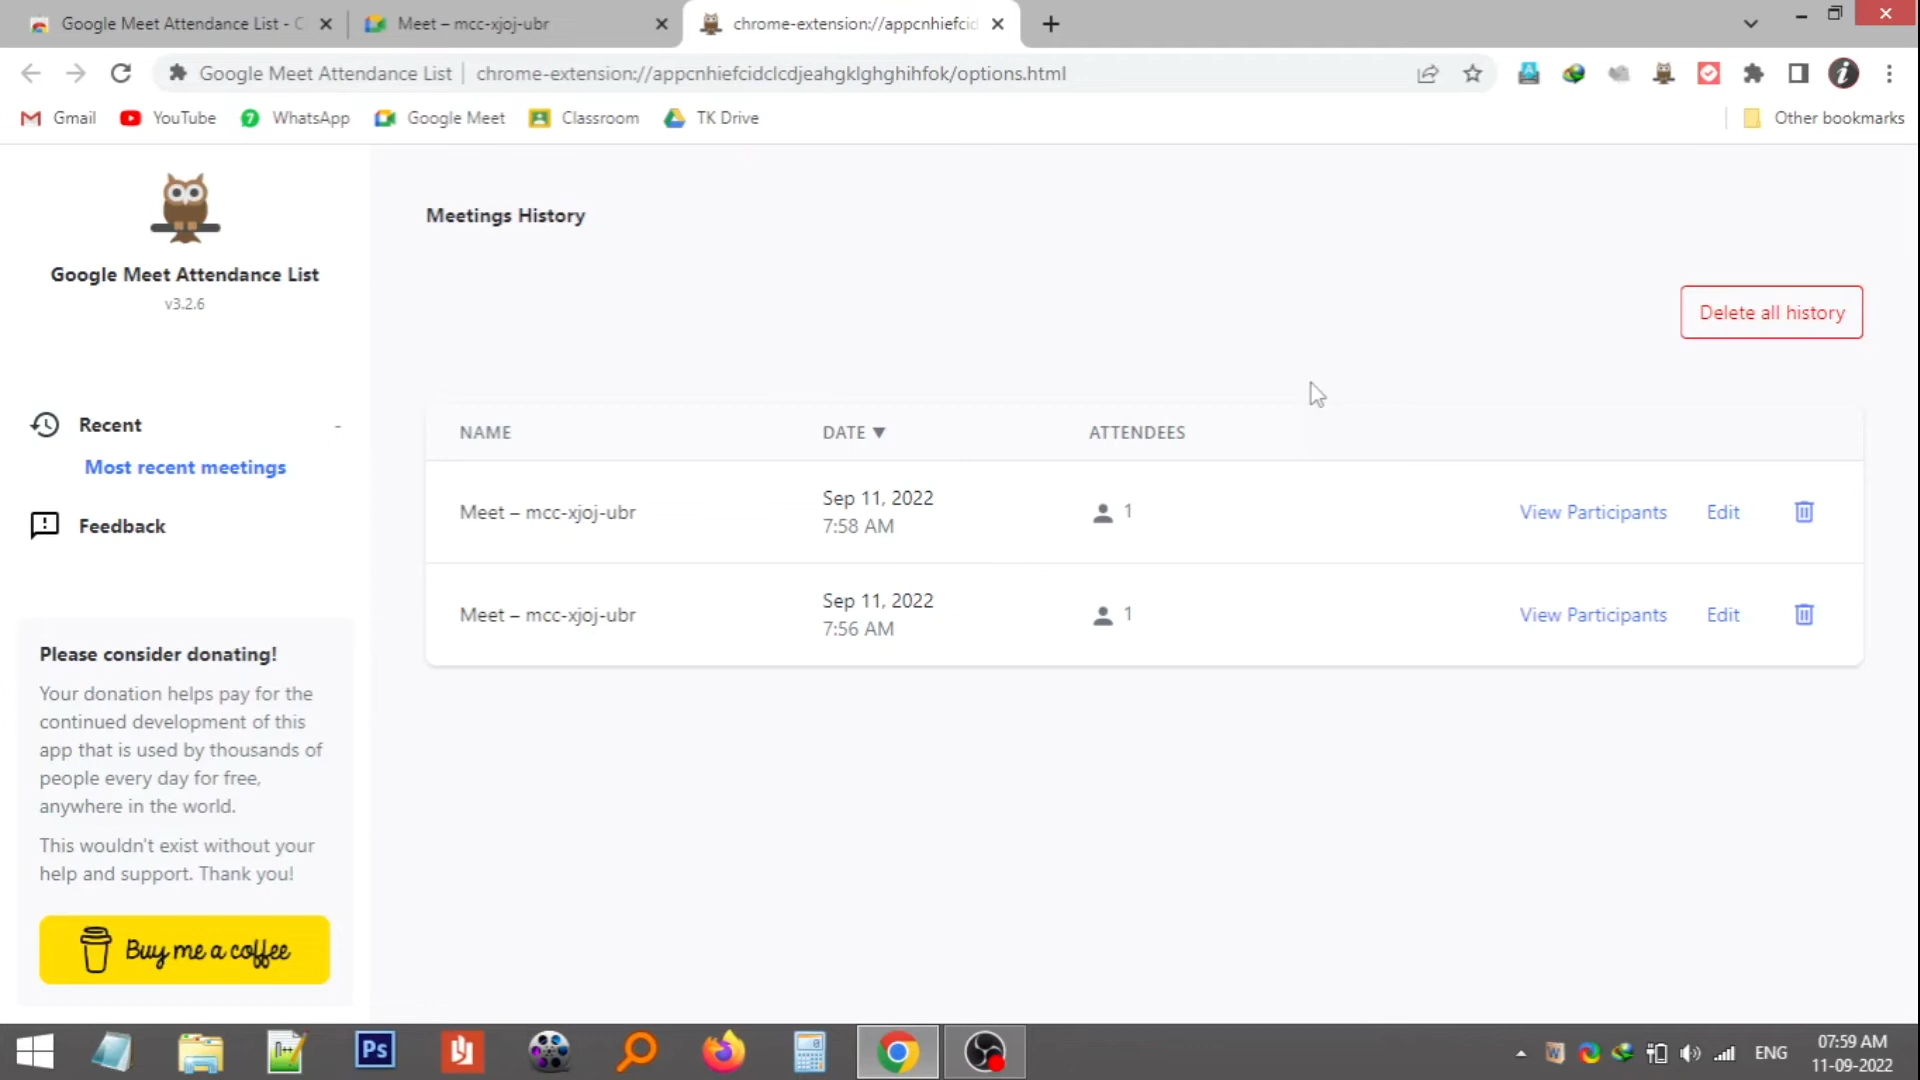 Google Meet Attendance List - C
Meet – mcc-xjoj-ubr
chrome-extension://appcnhiefcid
Google Meet Attendance List | chrome-extension://appcnhiefcidclcdjeahgklghghihfok/options.html
Gmail
YouTube
WhatsApp
Google Meet
Classroom
TK Drive
Other bookmarks
Google Meet Attendance List
v3.2.6
Recent -
Most recent meetings
Feedback
Please consider donating!
Your donation helps pay for the
continued development of this
app that is used by thousands of
people every day for free,
anywhere in the world.
This wouldn't exist without your
help and support. Thank you!
Buy me a coffee
Meetings History
Delete all history
NAME DATE ▼ ATTENDEES
Meet – mcc-xjoj-ubr
Sep 11, 2022
7:58 AM
1
View Participants Edit
Meet – mcc-xjoj-ubr
Sep 11, 2022
7:56 AM
1
View Participants Edit
Ps
ENG
07:59 AM
11-09-2022